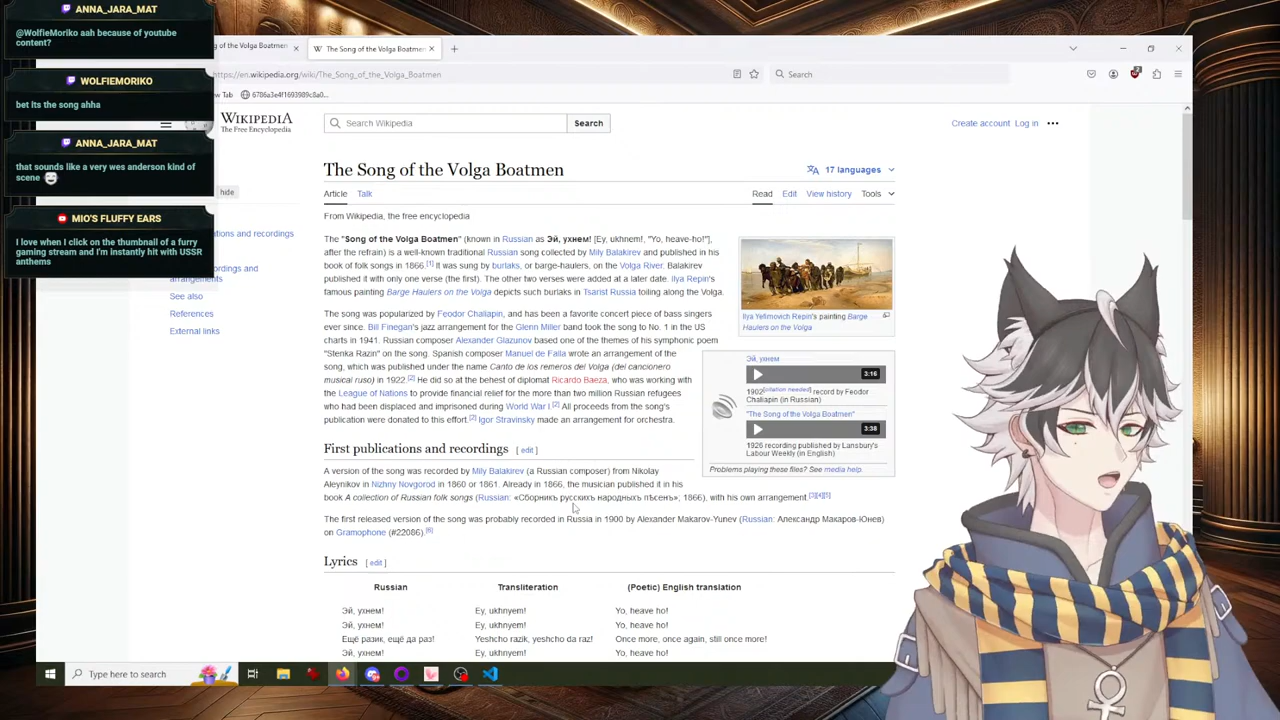 ANNA_JARA_MAT
@WolfieMoriko aah because of youtube
content?
WOLFIEMORIKO
bet its the song ahha
ANNA_JARA_MAT
that sounds like a very wes anderson kind of
scene
MIO'S FLUFFY EARS
I love when I click on the thumbnail of a furry
gaming stream and I'm instantly hit with USSR
anthems
g of the Volga Boatmen
The Song of the Volga Boatmen
https://en.wikipedia.org/wiki/The_Song_of_the_Volga_Boatmen
Search
w Tab
WIKIPEDIA
The Free Encyclopedia
Search Wikipedia
Search
Create account
Log in
The Song of the Volga Boatmen
17 languages
hide
Article
Talk
Read
Edit
View history
Tools
From Wikipedia, the free encyclopedia
ations and recordings
cordings and
arrangements
See also
References
External links
The "Song of the Volga Boatmen" (known in Russian as Эй, ухнем! [Ey, ukhnem!, "Yo, heave-ho!"],
after the refrain) is a well-known traditional Russian song collected by Mily Balakirev and published in his
book of folk songs in 1866.[1] It was sung by burlaks, or barge-haulers, on the Volga River. Balakirev
published it with only one verse (the first). The other two verses were added at a later date. Ilya Repin's
famous painting Barge Haulers on the Volga depicts such burlaks in Tsarist Russia toiling along the Volga.
The song was popularized by Feodor Chaliapin, and has been a favorite concert piece of bass singers
ever since. Bill Finegan's jazz arrangement for the Glenn Miller band took the song to No. 1 in the US
charts in 1941. Russian composer Alexander Glazunov based one of the themes of his symphonic poem
"Stenka Razin" on the song. Spanish composer Manuel de Falla wrote an arrangement of the
song, which was published under the name Canto de los remeros del Volga (del cancionero
musical ruso) in 1922.[2] He did so at the behest of diplomat Ricardo Baeza, who was working with
the League of Nations to provide financial relief for the more than two million Russian refugees
who had been displaced and imprisoned during World War I.[2] All proceeds from the song's
publication were donated to this effort.[2] Igor Stravinsky made an arrangement for orchestra.
Ilya Yefimovich Repin's painting Barge
Haulers on the Volga
Эй, ухнем
3:16
1902[citation needed] record by Feodor
Chaliapin (in Russian)
"The Song of the Volga Boatmen"
3:38
1926 recording published by Lansbury's
Labour Weekly (in English)
Problems playing these files? See media help.
First publications and recordings [ edit ]
A version of the song was recorded by Mily Balakirev (a Russian composer) from Nikolay
Aleynikov in Nizhny Novgorod in 1860 or 1861. Already in 1866, the musician published it in his
book A collection of Russian folk songs (Russian: «Сборникъ русскихъ народныхъ пѣсенъ»; 1866), with his own arrangement.[3][4][5]
The first released version of the song was probably recorded in Russia in 1900 by Alexander Makarov-Yunev (Russian: Александр Макаров-Юнев)
on Gramophone (#22086).[6]
Lyrics [ edit ]
Russian
Transliteration
(Poetic) English translation
Эй, ухнем!
Ey, ukhnyem!
Yo, heave ho!
Эй, ухнем!
Ey, ukhnyem!
Yo, heave ho!
Ещё разик, ещё да раз!
Yeshcho razik, yeshcho da raz!
Once more, once again, still once more!
Эй, ухнем!
Ey, ukhnyem!
Yo, heave ho!
Type here to search